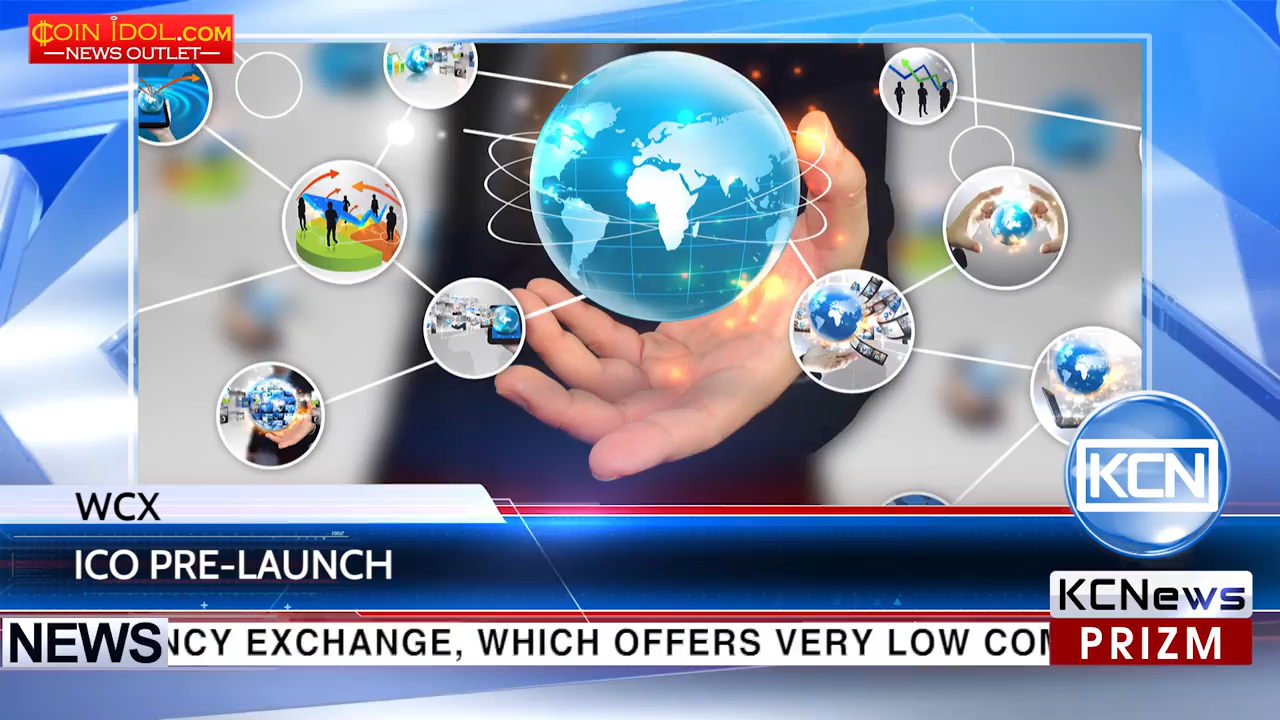 COIN IDOL.COM
NEWS OUTLET
KCN
WCX
ICO PRE-LAUNCH
KCNews
NEWS
NCY EXCHANGE, WHICH OFFERS VERY LOW COM
PRIZM